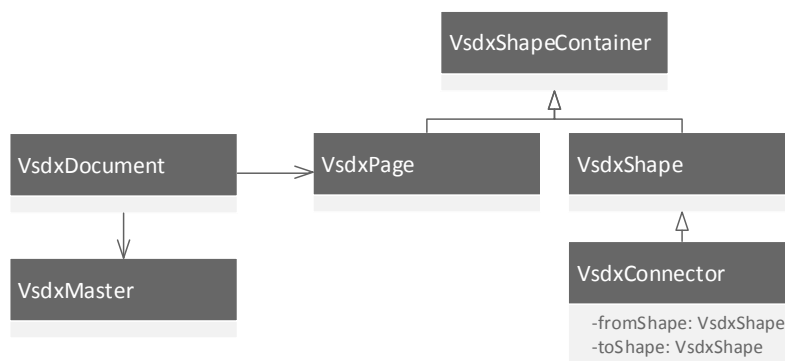 VsdxShapeContainer
VsdxDocument
VsdxPage
VsdxShape
VsdxMaster
VsdxConnector
-fromShape: VsdxShape
-toShape: VsdxShape